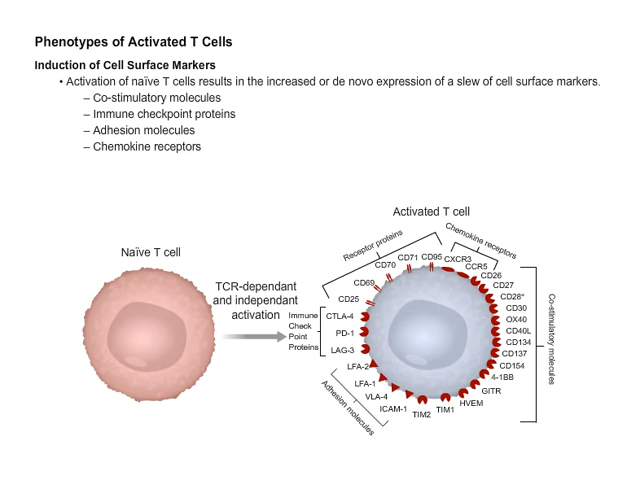 Phenotypes of Activated T Cells
Induction of Cell Surface Markers
• Activation of naïve T cells results in the increased or de novo expression of a slew of cell surface markers.
– Co-stimulatory molecules
– Immune checkpoint proteins
– Adhesion molecules
– Chemokine receptors
Naïve T cell
TCR-dependant
and independant
activation
Activated T cell
Receptor proteins
CD25
CD69
CD70
CD71
CD95
Chemokine receptors
CXCR3
CCR5
Co-stimulatory molecules
CD26
CD27
CD28*
CD30
OX40
CD40L
CD134
CD137
CD154
4-1BB
GITR
HVEM
TIM1
TIM2
Immune
Check
Point
Proteins
CTLA-4
PD-1
LAG-3
Adhesion molecules
LFA-2
LFA-1
VLA-4
ICAM-1